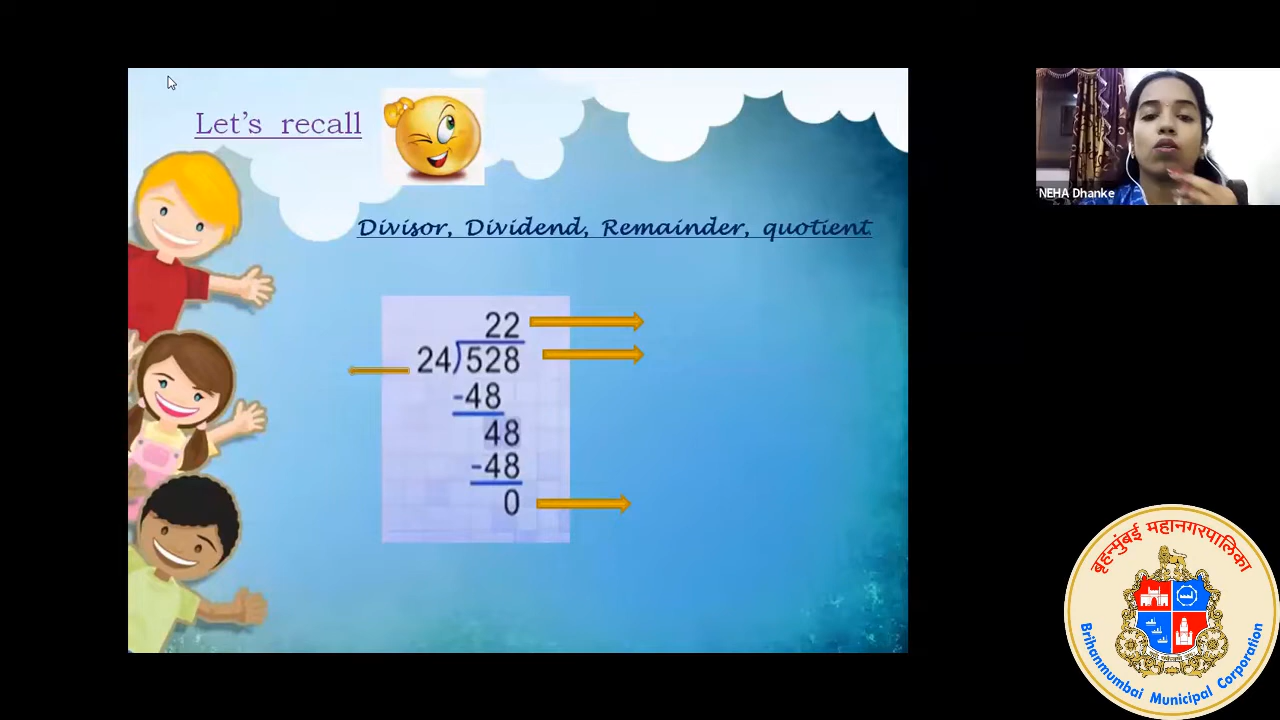 Let's recall
Divisor, Dividend, Remainder, quotient
22
24)528
-48
48
-48
0
NEHA Dhanke
बृहन्मुंबई महानगरपालिका
Brihanmumbai Municipal Corporation